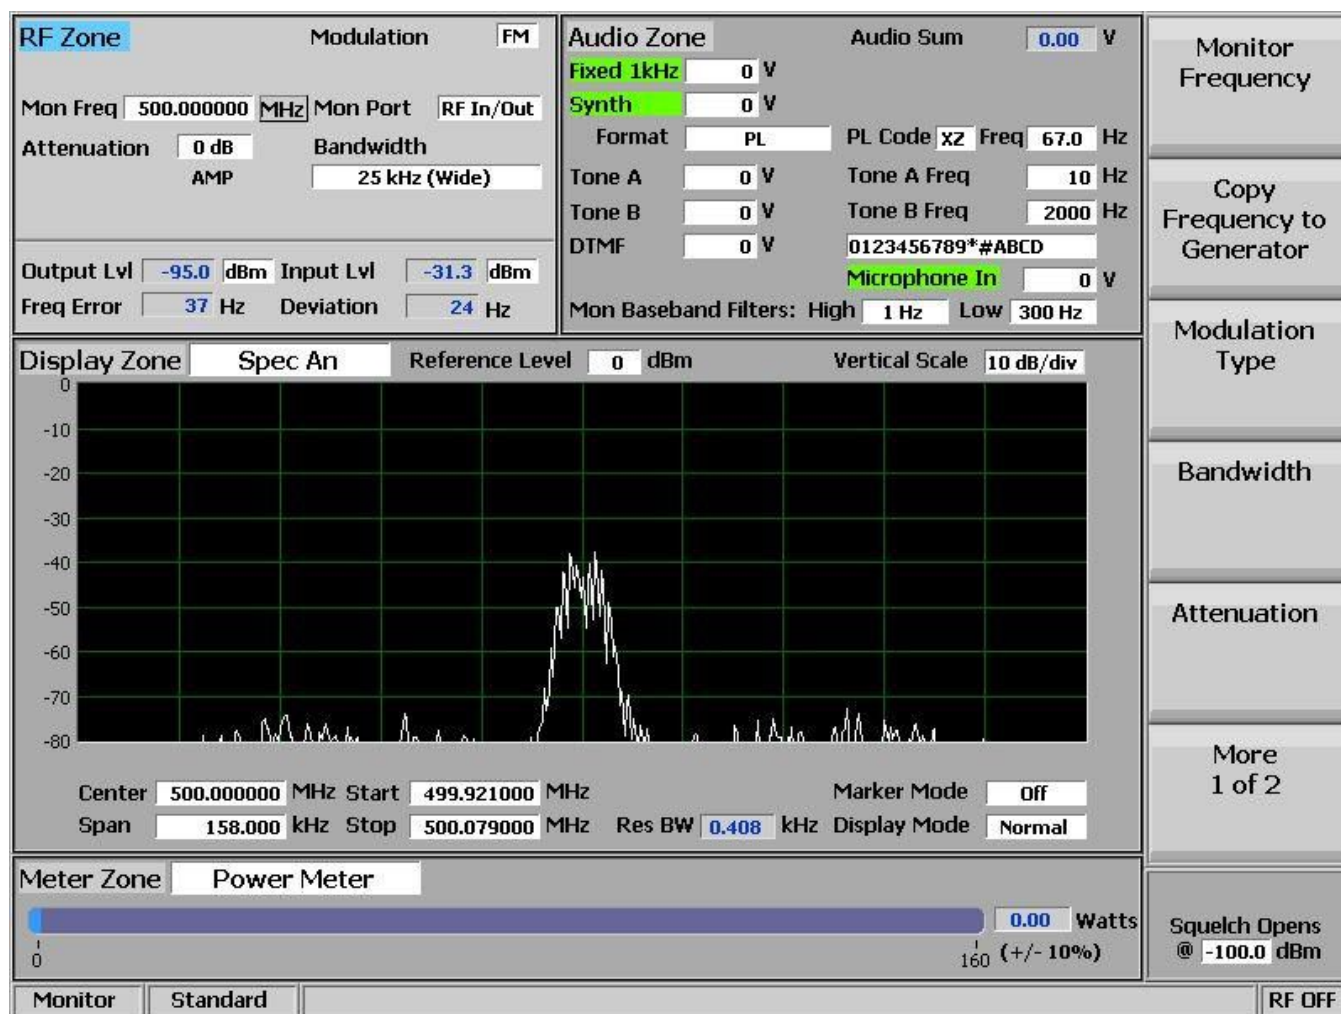 RF Zone Modulation FM
Mon Freq 500.000000 MHz Mon Port RF In/Out
Attenuation 0 dB Bandwidth
AMP 25 kHz (Wide)
Output Lvl -95.0 dBm Input Lvl -31.3 dBm
Freq Error 37 Hz Deviation 24 Hz
Audio Zone Audio Sum 0.00 V
Fixed 1kHz 0 V
Synth 0 V
Format PL PL Code XZ Freq 67.0 Hz
Tone A 0 V Tone A Freq 10 Hz
Tone B 0 V Tone B Freq 2000 Hz
DTMF 0 V 0123456789*#ABCD
Microphone In 0 V
Mon Baseband Filters: High 1 Hz Low 300 Hz
Display Zone Spec An Reference Level 0 dBm Vertical Scale 10 dB/div
0
-10
-20
-30
-40
-50
-60
-70
-80
Center 500.000000 MHz Start 499.921000 MHz Marker Mode Off
Span 158.000 kHz Stop 500.079000 MHz Res BW 0.408 kHz Display Mode Normal
Meter Zone Power Meter
0.00 Watts
0 160 (+/- 10%)
Monitor Standard RF OFF
Monitor
Frequency
Copy
Frequency to
Generator
Modulation
Type
Bandwidth
Attenuation
More
1 of 2
Squelch Opens
@ -100.0 dBm